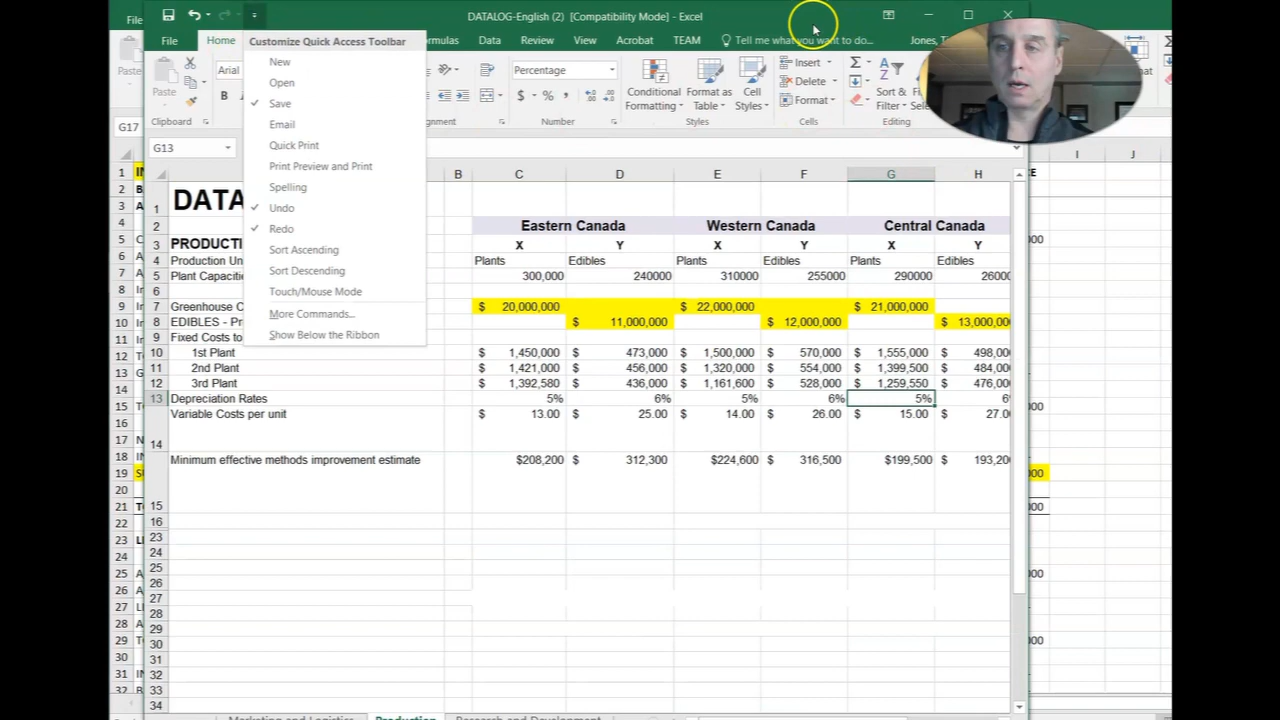 File
DATALOG-English (2) [Compatibility Mode] - Excel
File Home Customize Quick Access Toolbar rmulas Data Review View Acrobat TEAM Tell me what you want to do... Jones, Ti
Paste
Paste
Clipboard
Arial
B
gnment
Percentage
$ % ,
Number
Conditional Formatting
Format as Table
Cell Styles
Styles
Insert
Delete
Format
Cells
Sort & Filter
Editing
New
Open
Save
Email
Quick Print
Print Preview and Print
Spelling
Undo
Redo
Sort Ascending
Sort Descending
Touch/Mouse Mode
More Commands...
Show Below the Ribbon
G17
G13
B C D E F G H I J
1 DATA
2 Eastern Canada Western Canada Central Canada
3 PRODUCTI X Y X Y X Y
4 Production Un Plants Edibles Plants Edibles Plants Edibles
5 Plant Capacitie 300,000 240000 310000 255000 290000 26000
6
7 Greenhouse C $ 20,000,000 $ 22,000,000 $ 21,000,000
8 EDIBLES - Pr $ 11,000,000 $ 12,000,000 $ 13,000,00
9 Fixed Costs to
10 1st Plant $ 1,450,000 $ 473,000 $ 1,500,000 $ 570,000 $ 1,555,000 $ 498,00
11 2nd Plant $ 1,421,000 $ 456,000 $ 1,320,000 $ 554,000 $ 1,399,500 $ 484,00
12 3rd Plant $ 1,392,580 $ 436,000 $ 1,161,600 $ 528,000 $ 1,259,550 $ 476,00
13 Depreciation Rates 5% 6% 5% 6% 5% 6
14 Variable Costs per unit $ 13.00 $ 25.00 $ 14.00 $ 26.00 $ 15.00 $ 27.0
15 Minimum effective methods improvement estimate $208,200 $ 312,300 $224,600 $ 316,500 $199,500 $ 193,20
16
23
24
25
26
27
28
29
30
31
32
33
34
Marketing and Logistics Production Research and Development